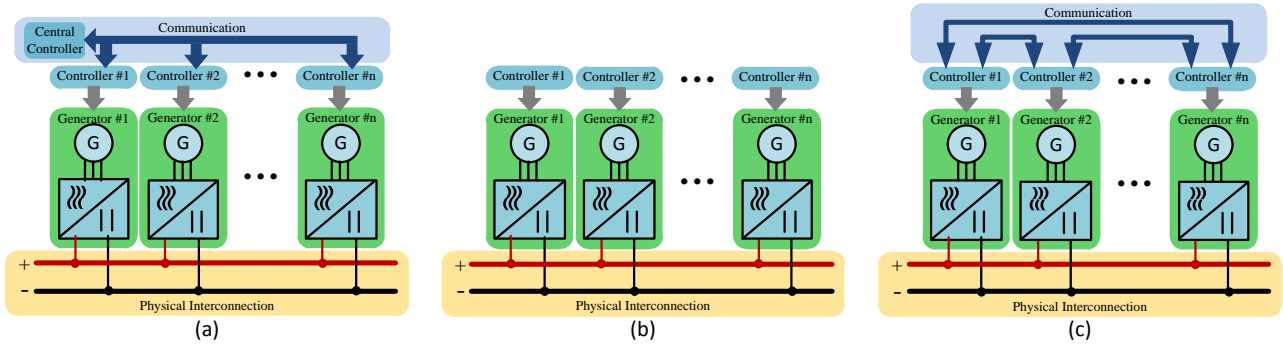 Communication
Central
Controller
Controller #1
Controller #2
Controller #n
Generator #1
Generator #2
Generator #n
G
G
G
+
-
Physical Interconnection
(a)
Controller #1
Controller #2
Controller #n
Generator #1
Generator #2
Generator #n
G
G
G
+
-
Physical Interconnection
(b)
Communication
Controller #1
Controller #2
Controller #n
Generator #1
Generator #2
Generator #n
G
G
G
+
-
Physical Interconnection
(c)